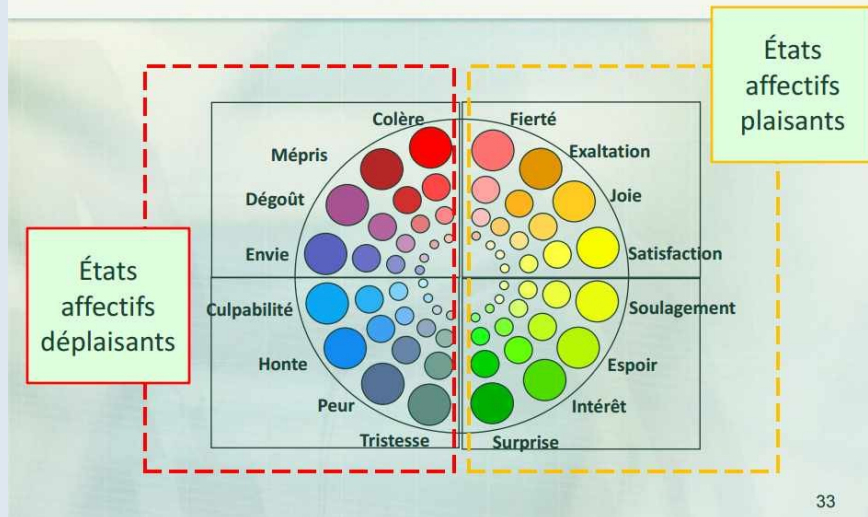 États
affectifs
plaisants
Colère
Fierté
Mépris
Exaltation
Dégoût
Joie
Envie
Satisfaction
États
affectifs
déplaisants
Culpabilité
Soulagement
Honte
Espoir
Peur
Intérêt
Tristesse
Surprise
33